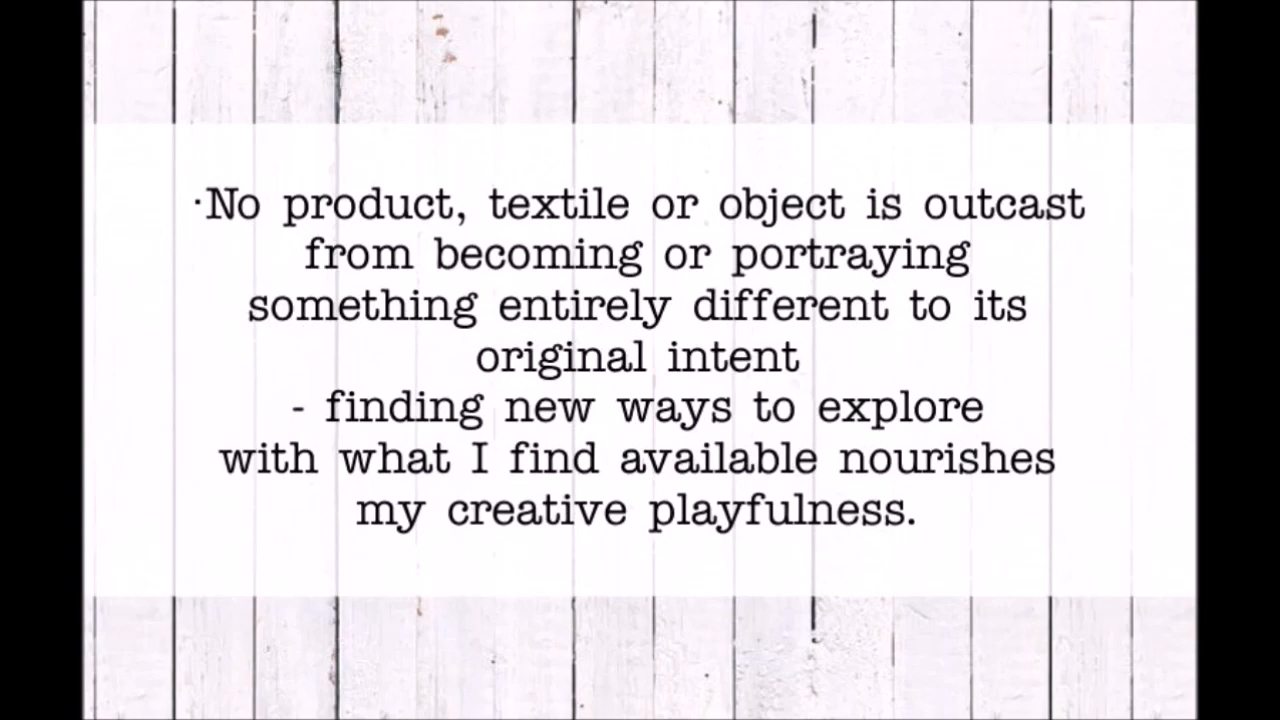 ·No product, textile or object is outcast
from becoming or portraying
something entirely different to its
original intent
- finding new ways to explore
with what I find available nourishes
my creative playfulness.